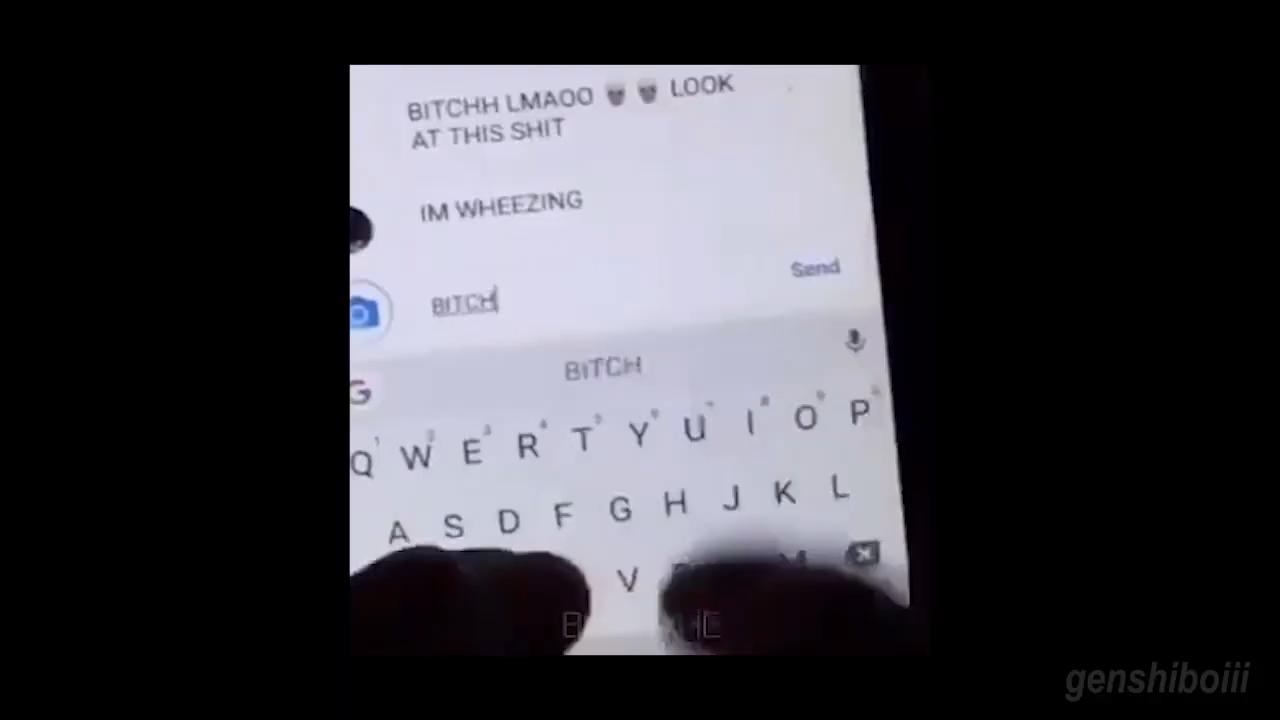 BITCHH LMAOO 💀 💀 LOOK
AT THIS SHIT
IM WHEEZING
Send
BITCH
BITCH
G
Q W E R T Y U I O P
A S D F G H J K L
V
genshiboiii